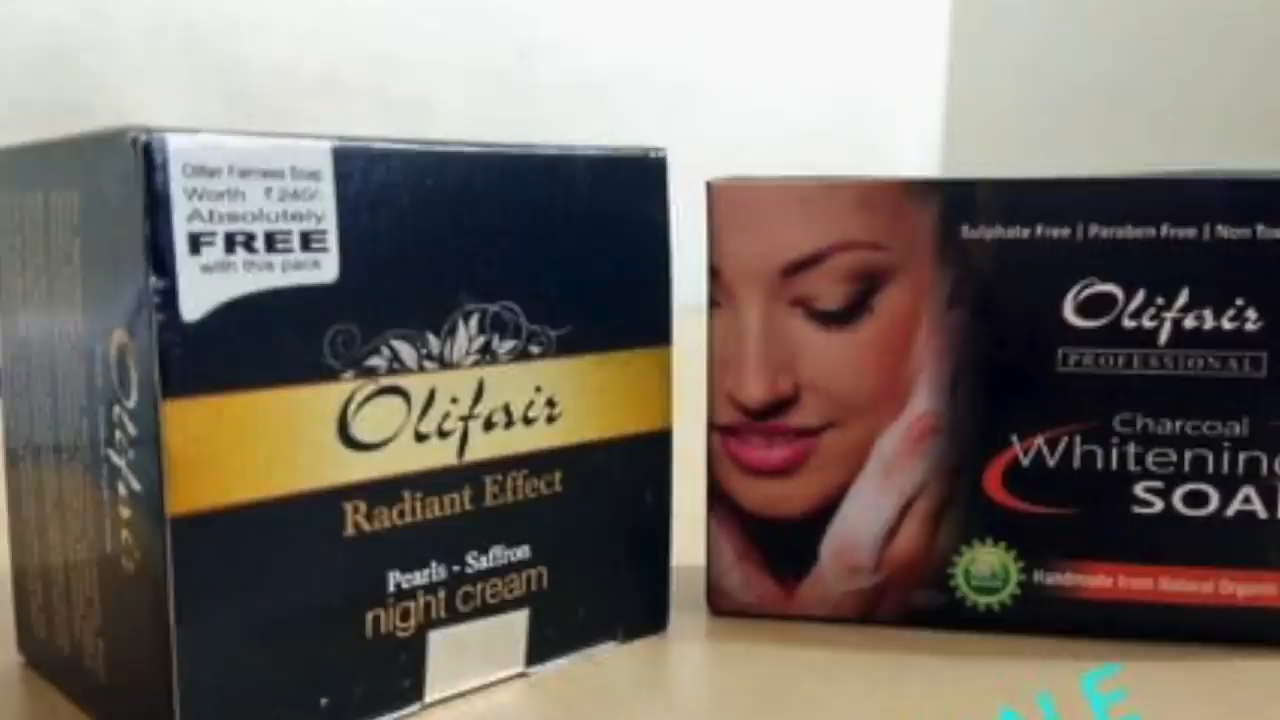 Olifair Fairness Soap
Worth ₹240/-
Absolutely
FREE
with this pack
Olifair
Radiant Effect
Pearls - Saffron
night cream
Olifair
Sulphate Free | Paraben Free | Non
Olifair
PROFESSIONAL
Charcoal
Whitening
SOA
Handmade from Natural Organic